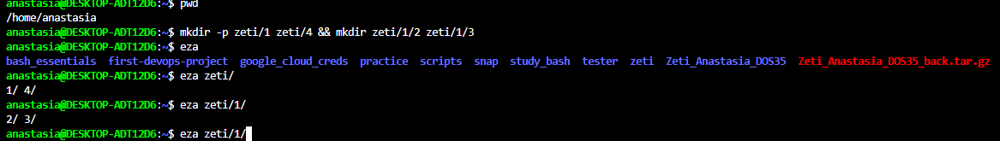 anastasia@DESKTOP-ADT12D6:~$ pwd
/home/anastasia
anastasia@DESKTOP-ADT12D6:~$ mkdir -p zeti/1 zeti/4 && mkdir zeti/1/2 zeti/1/3
anastasia@DESKTOP-ADT12D6:~$ eza
bash_essentials first-devops-project google_cloud_creds practice scripts snap study_bash tester zeti Zeti_Anastasia_DOS35 Zeti_Anastasia_DOS35_back.tar.gz
anastasia@DESKTOP-ADT12D6:~$ eza zeti/
1/ 4/
anastasia@DESKTOP-ADT12D6:~$ eza zeti/1/
2/ 3/
anastasia@DESKTOP-ADT12D6:~$ eza zeti/1/